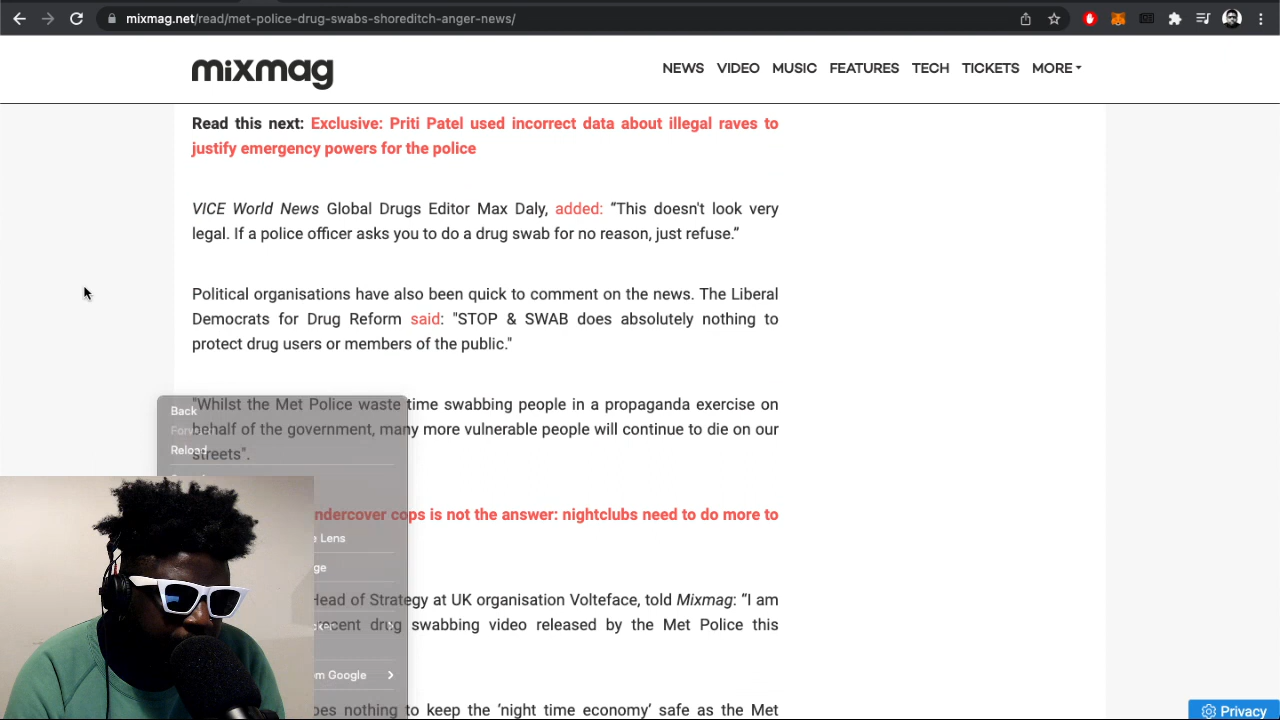 mixmag.net/read/met-police-drug-swabs-shoreditch-anger-news/
mixmag
NEWS VIDEO MUSIC FEATURES TECH TICKETS MORE
Read this next: Exclusive: Priti Patel used incorrect data about illegal raves to
justify emergency powers for the police
VICE World News Global Drugs Editor Max Daly, added: “This doesn't look very
legal. If a police officer asks you to do a drug swab for no reason, just refuse.”
Political organisations have also been quick to comment on the news. The Liberal
Democrats for Drug Reform said: "STOP & SWAB does absolutely nothing to
protect drug users or members of the public."
"Whilst the Met Police waste time swabbing people in a propaganda exercise on
behalf of the government, many more vulnerable people will continue to die on our
streets".
Back
Reload
ndercover cops is not the answer: nightclubs need to do more to
e Lens
ge
Head of Strategy at UK organisation Volteface, told Mixmag: “I am
recent drug swabbing video released by the Met Police this
om Google
oes nothing to keep the ‘night time economy’ safe as the Met
Privacy